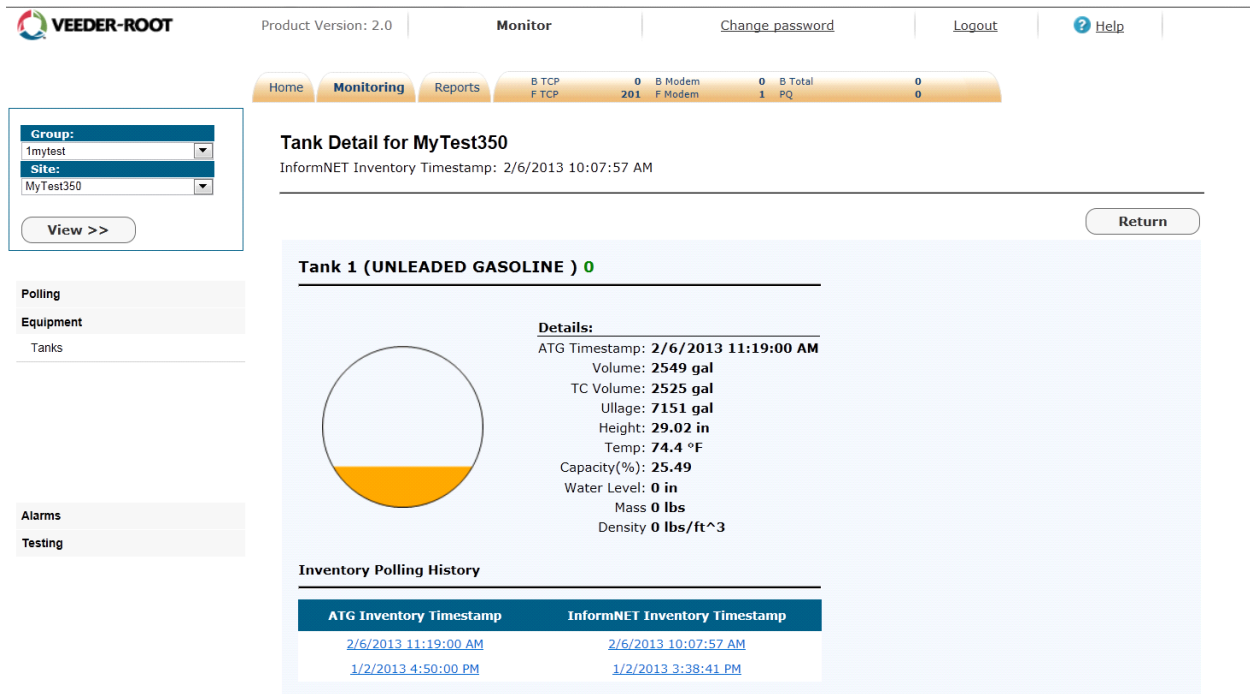 VEEDER-ROOT
Product Version: 2.0
Monitor
Change password
Logout
? Help
Home
Monitoring
Reports
B TCP 0 B Modem 0 B Total 0
F TCP 201 F Modem 1 PQ 0
Group:
1mytest
Site:
MyTest350
View >>
Polling
Equipment
Tanks
Alarms
Testing
Tank Detail for MyTest350
InformNET Inventory Timestamp: 2/6/2013 10:07:57 AM
Return
Tank 1 (UNLEADED GASOLINE ) 0
Details:
ATG Timestamp: 2/6/2013 11:19:00 AM
Volume: 2549 gal
TC Volume: 2525 gal
Ullage: 7151 gal
Height: 29.02 in
Temp: 74.4 °F
Capacity(%): 25.49
Water Level: 0 in
Mass 0 lbs
Density 0 lbs/ft^3
Inventory Polling History
ATG Inventory Timestamp InformNET Inventory Timestamp
2/6/2013 11:19:00 AM 2/6/2013 10:07:57 AM
1/2/2013 4:50:00 PM 1/2/2013 3:38:41 PM